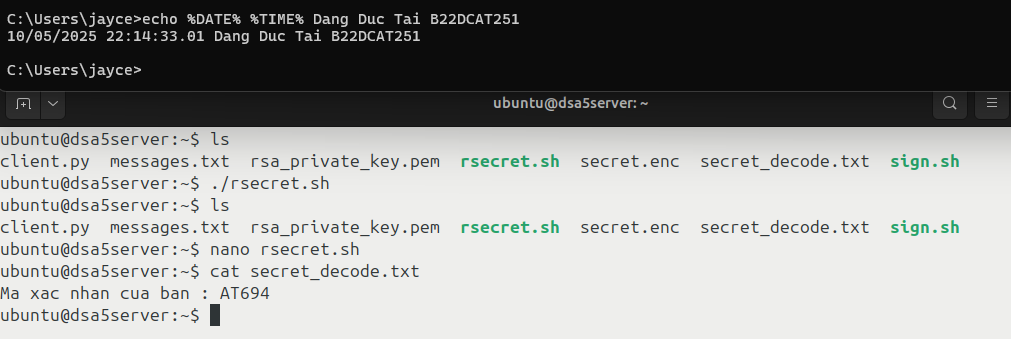 C:\Users\jayce>echo %DATE% %TIME% Dang Duc Tai B22DCAT251
10/05/2025 22:14:33.01 Dang Duc Tai B22DCAT251
C:\Users\jayce>
ubuntu@dsa5server: ~
ubuntu@dsa5server:~$ ls
client.py messages.txt rsa_private_key.pem rsecret.sh secret.enc secret_decode.txt sign.sh
ubuntu@dsa5server:~$ ./rsecret.sh
ubuntu@dsa5server:~$ ls
client.py messages.txt rsa_private_key.pem rsecret.sh secret.enc secret_decode.txt sign.sh
ubuntu@dsa5server:~$ nano rsecret.sh
ubuntu@dsa5server:~$ cat secret_decode.txt
Ma xac nhan cua ban : AT694
ubuntu@dsa5server:~$